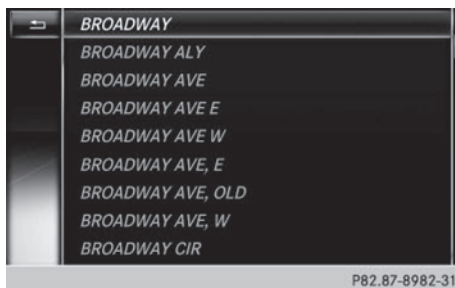 BROADWAY
BROADWAY ALY
BROADWAY AVE
BROADWAY AVE E
BROADWAY AVE W
BROADWAY AVE, E
BROADWAY AVE, OLD
BROADWAY AVE, W
BROADWAY CIR
P82.87-8982-31